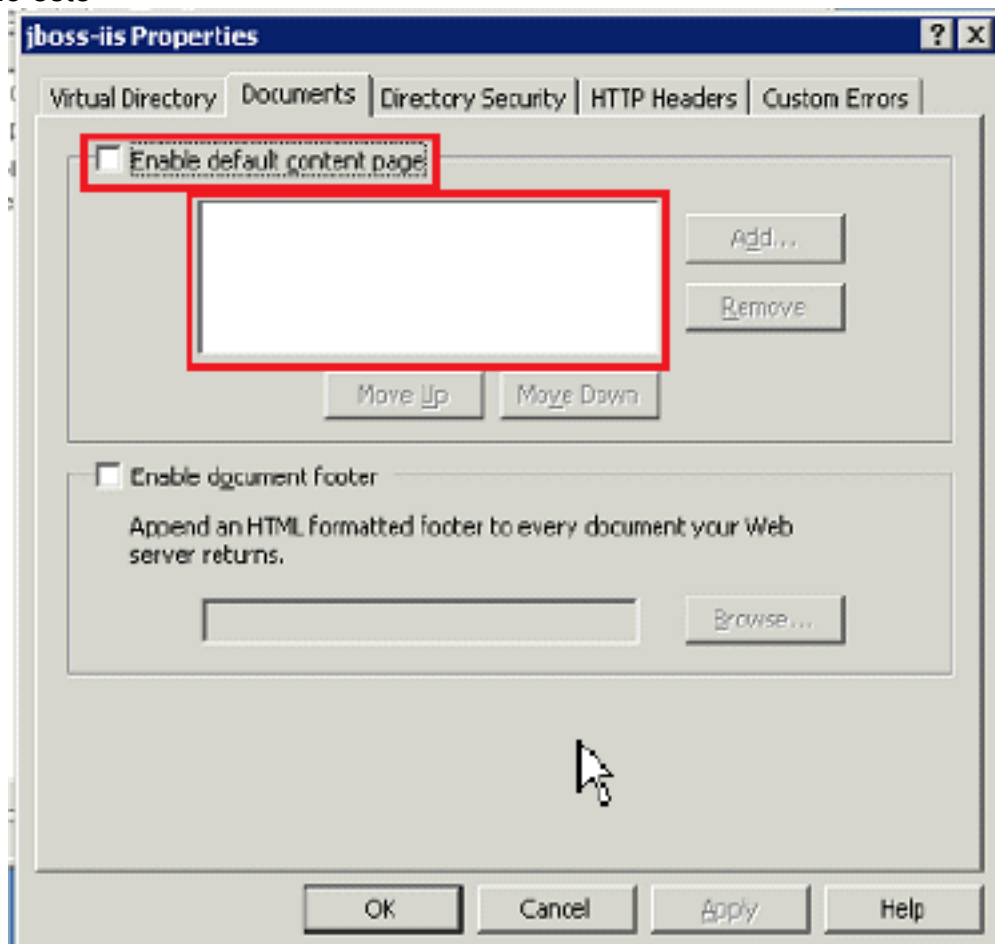 jboss-iis Properties
Virtual Directory Documents Directory Security HTTP Headers Custom Errors
Enable default content page
Add...
Remove
Move Up Move Down
Enable document footer
Append an HTML formatted footer to every document your Web
server returns.
Browse...
OK Cancel Apply Help